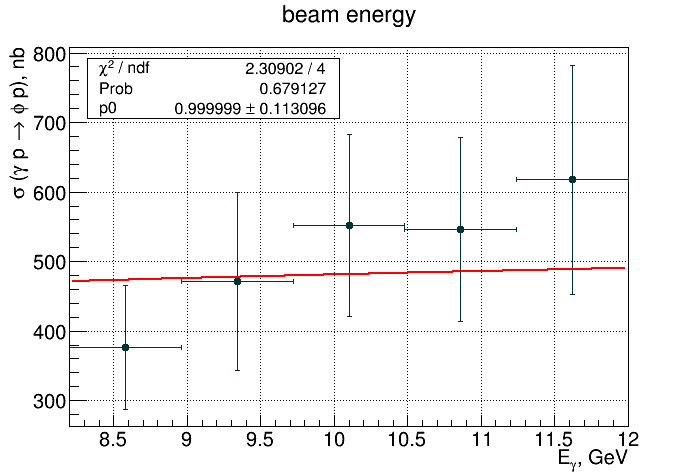 beam energy
σ (γ p → ϕ p), nb
χ² / ndf 2.30902 / 4
Prob 0.679127
p0 0.999999 ± 0.113096
800
700
600
500
400
300
8.5 9 9.5 10 10.5 11 11.5 12
E_γ, GeV